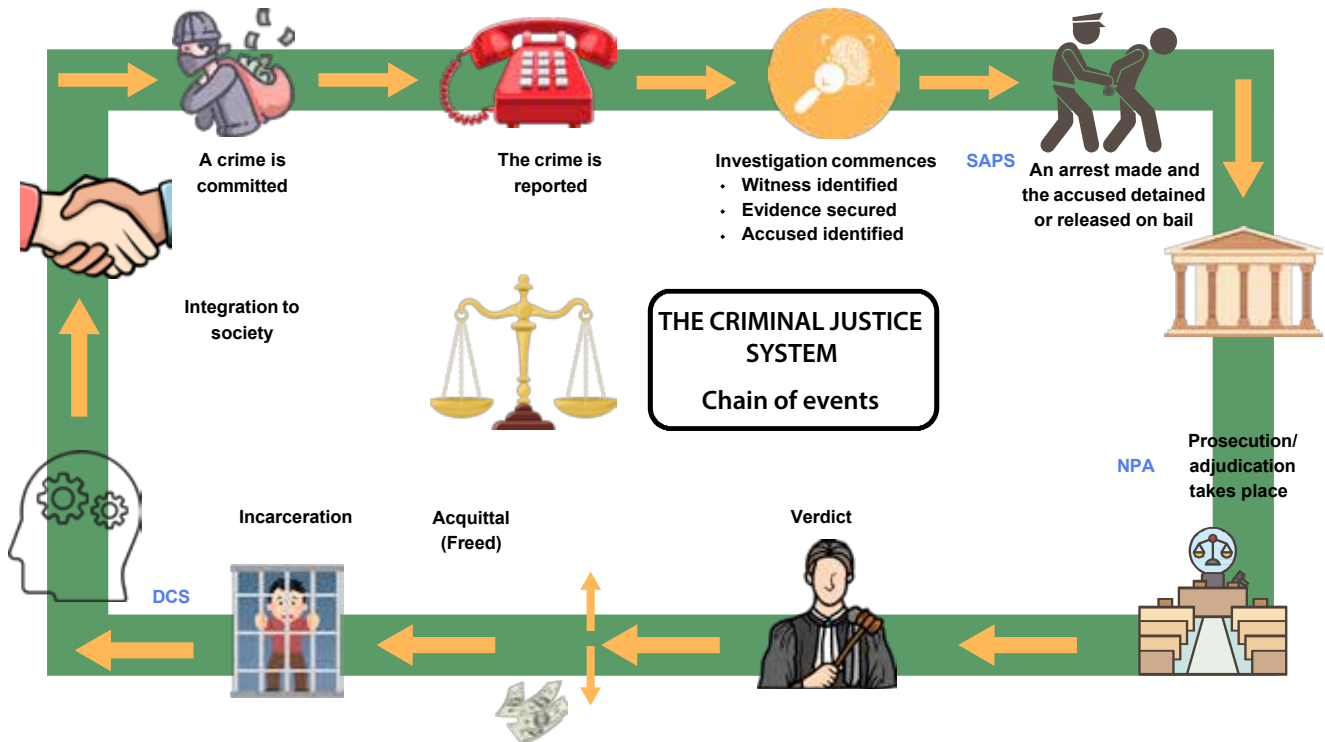 A crime is
committed
The crime is
reported
Investigation commences
• Witness identified
• Evidence secured
• Accused identified
SAPS
An arrest made and
the accused detained
or released on bail
Integration to
society
THE CRIMINAL JUSTICE
SYSTEM
Chain of events
NPA
Prosecution/
adjudication
takes place
Incarceration
Acquittal
(Freed)
Verdict
DCS